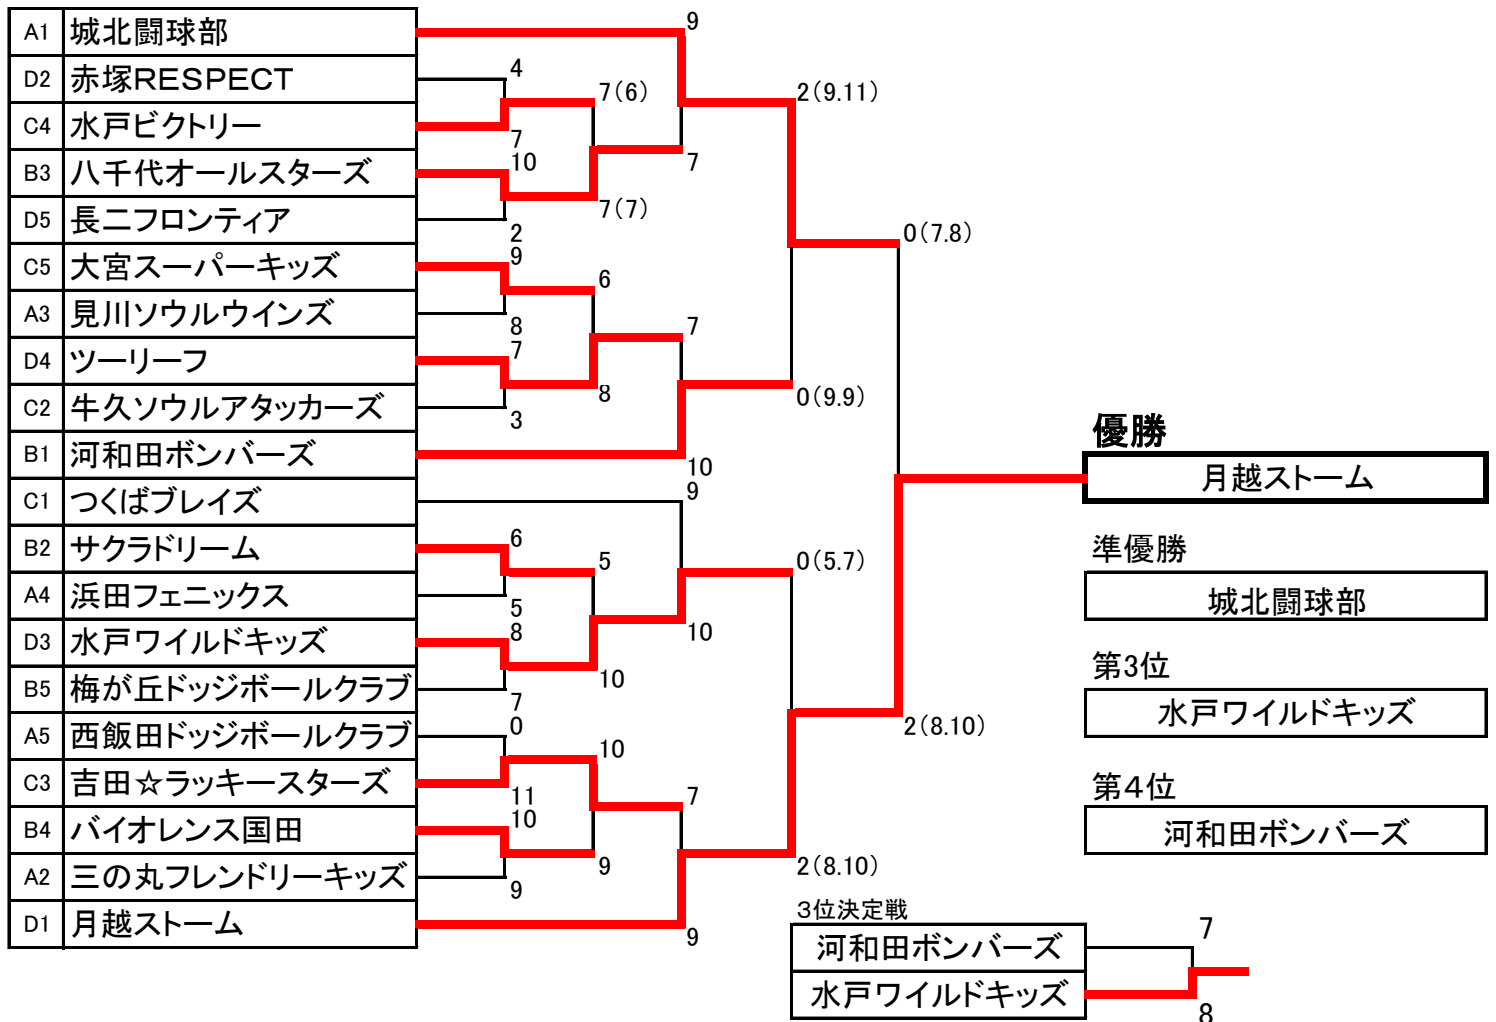 A1 城北闘球部
D2 赤塚RESPECT
C4 水戸ビクトリー
B3 八千代オールスターズ
D5 長二フロンティア
C5 大宮スーパーキッズ
A3 見川ソウルウインズ
D4 ツーリーフ
C2 牛久ソウルアタッカーズ
B1 河和田ボンバーズ
C1 つくばブレイズ
B2 サクラドリーム
A4 浜田フェニックス
D3 水戸ワイルドキッズ
B5 梅が丘ドッジボールクラブ
A5 西飯田ドッジボールクラブ
C3 吉田☆ラッキースターズ
B4 バイオレンス国田
A2 三の丸フレンドリーキッズ
D1 月越ストーム
4
7
10
2
9
8
7
3
6
5
8
7
0
11
10
9
7(6)
7(7)
6
8
5
10
10
9
9
7
7
10
9
10
7
9
2(9.11)
0(9.9)
0(5.7)
2(8.10)
0(7.8)
2(8.10)
優勝
月越ストーム
準優勝
城北闘球部
第3位
水戸ワイルドキッズ
第4位
河和田ボンバーズ
3位決定戦
河和田ボンバーズ
水戸ワイルドキッズ
7
8